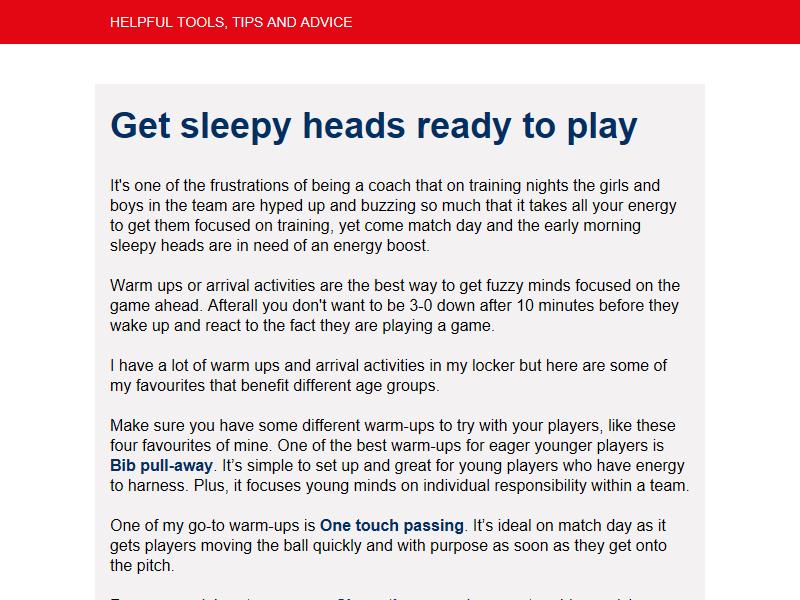 HELPFUL TOOLS, TIPS AND ADVICE
Get sleepy heads ready to play
It's one of the frustrations of being a coach that on training nights the girls and
boys in the team are hyped up and buzzing so much that it takes all your energy
to get them focused on training, yet come match day and the early morning
sleepy heads are in need of an energy boost.
Warm ups or arrival activities are the best way to get fuzzy minds focused on the
game ahead. Afterall you don't want to be 3-0 down after 10 minutes before they
wake up and react to the fact they are playing a game.
I have a lot of warm ups and arrival activities in my locker but here are some of
my favourites that benefit different age groups.
Make sure you have some different warm-ups to try with your players, like these
four favourites of mine. One of the best warm-ups for eager younger players is
Bib pull-away. It’s simple to set up and great for young players who have energy
to harness. Plus, it focuses young minds on individual responsibility within a team.
One of my go-to warm-ups is One touch passing. It’s ideal on match day as it
gets players moving the ball quickly and with purpose as soon as they get onto
the pitch.